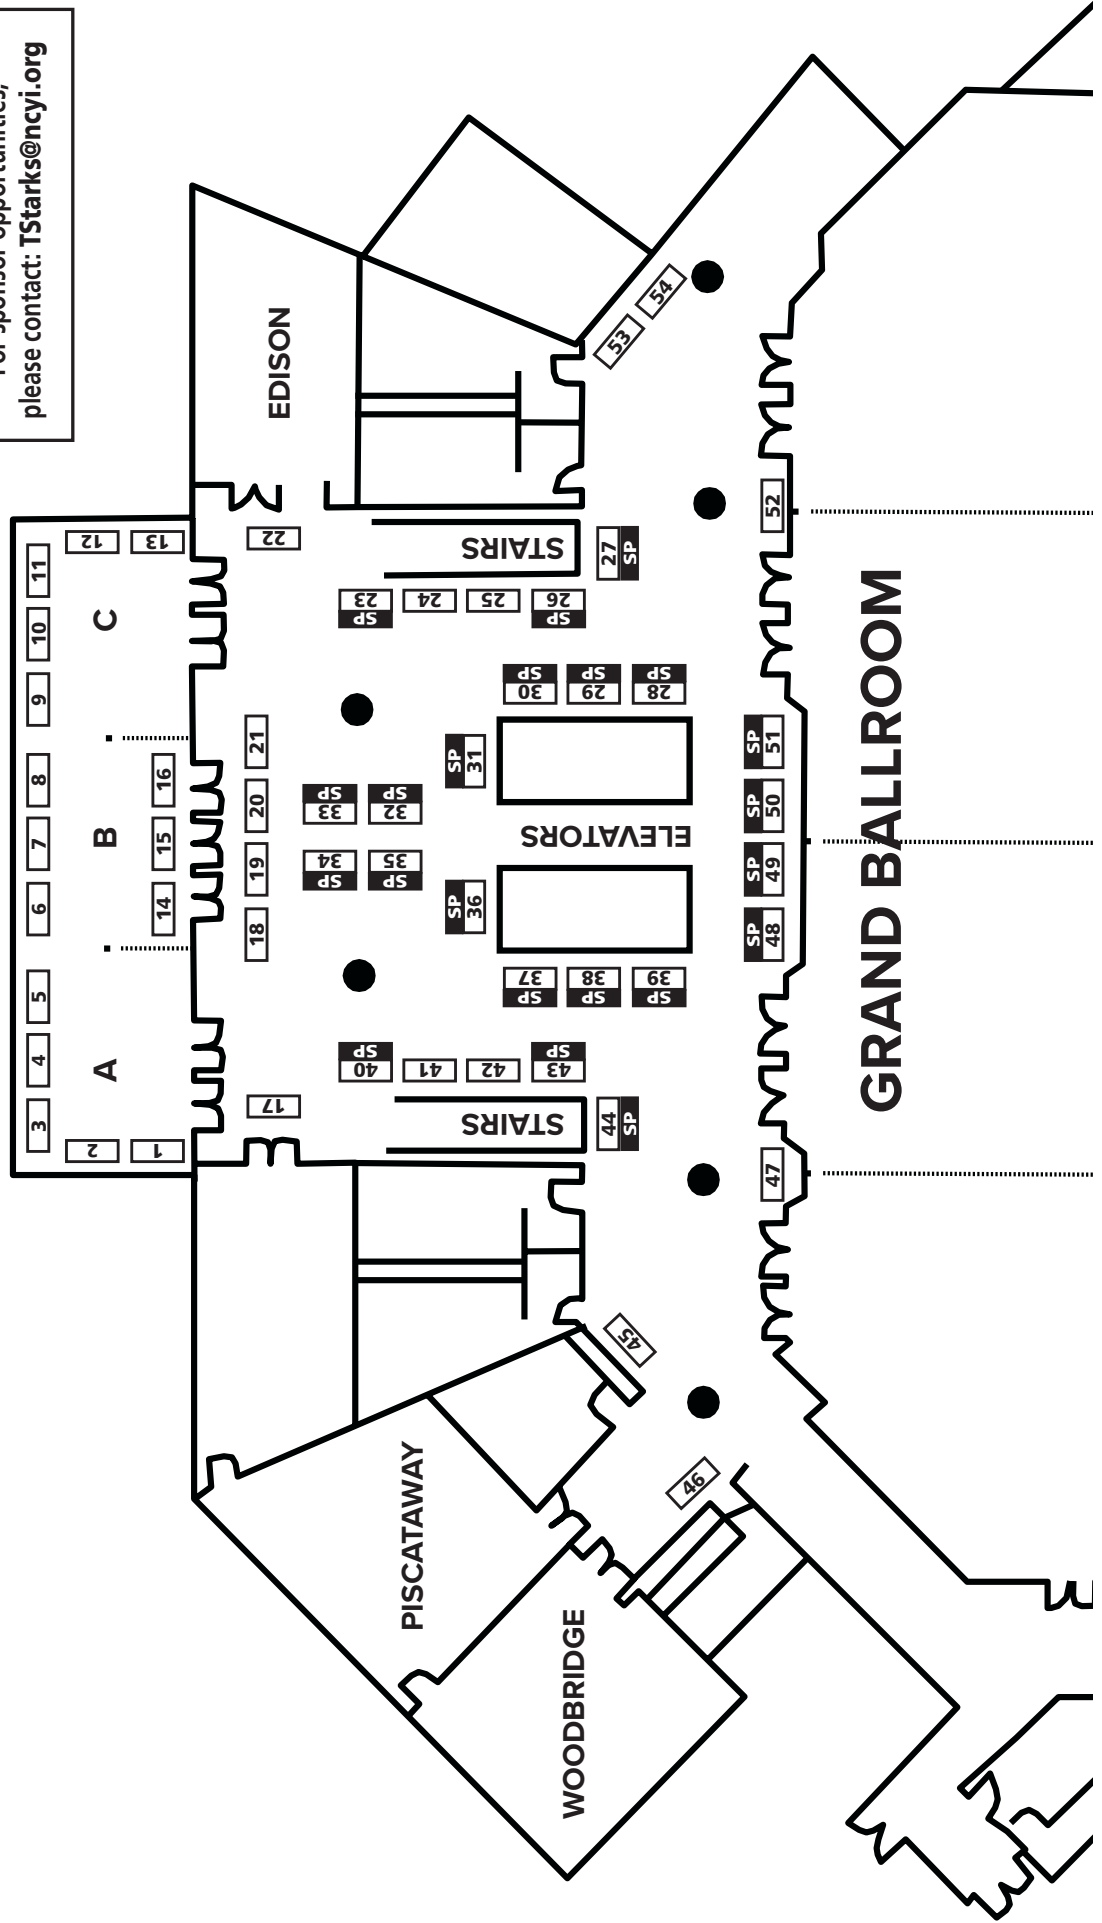 For sponsor opportunities,
please contact: TStarks@ncyi.org
EDISON
A
B
C
1
2
3
4
5
6
7
8
9
10
11
12
13
14
15
16
17
18
19
20
21
22
23 SP
24
25
26 SP
27 SP
SP 28
SP 29
SP 30
SP 31
SP 32
SP 33
34 SP
35 SP
SP 36
37 SP
38 SP
39 SP
SP 40
41
42
SP 43
44 SP
45
46
47
SP 48
SP 49
SP 50
SP 51
52
53
54
STAIRS
ELEVATORS
STAIRS
GRAND BALLROOM
PISCATAWAY
WOODBRIDGE